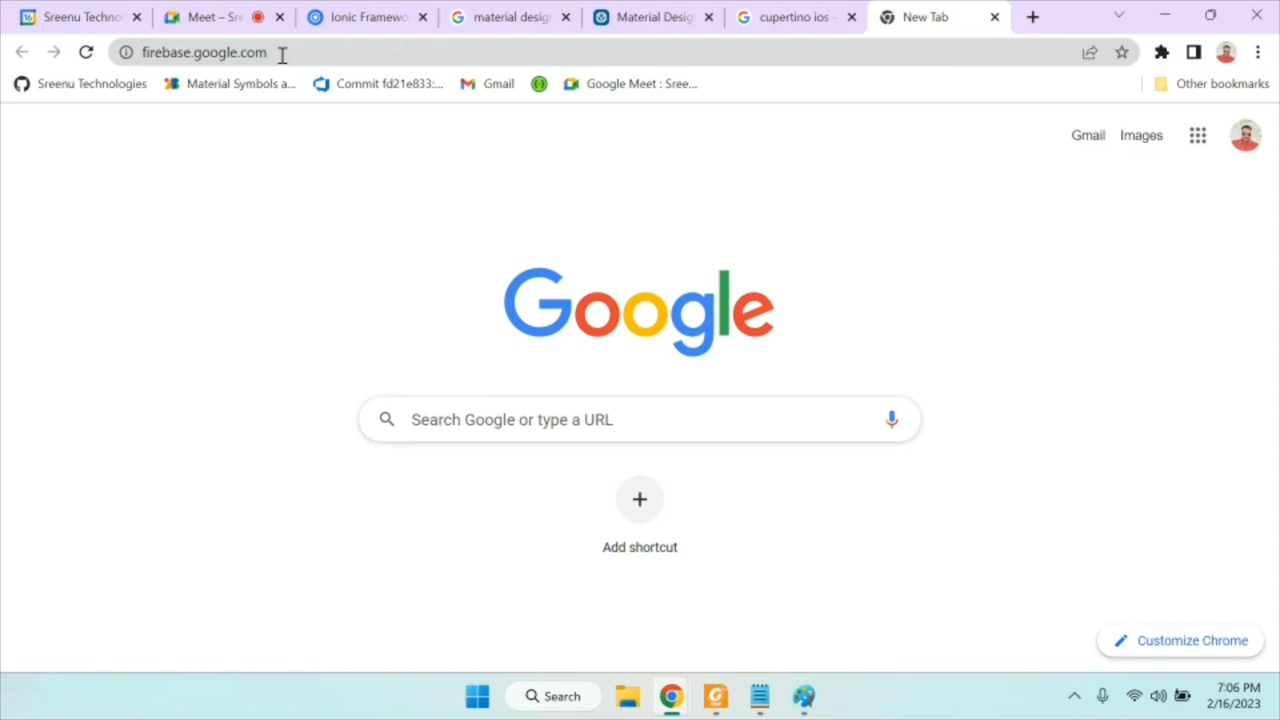 Sreenu Techno
Meet – Sre
Ionic Framewo
material desig
Material Desig
cupertino ios -
New Tab
firebase.google.com
Sreenu Technologies
Material Symbols a...
Commit fd21e833:...
Gmail
Google Meet : Sree...
Other bookmarks
Gmail
Images
Google
Search Google or type a URL
Add shortcut
Customize Chrome
Search
7:06 PM
2/16/2023